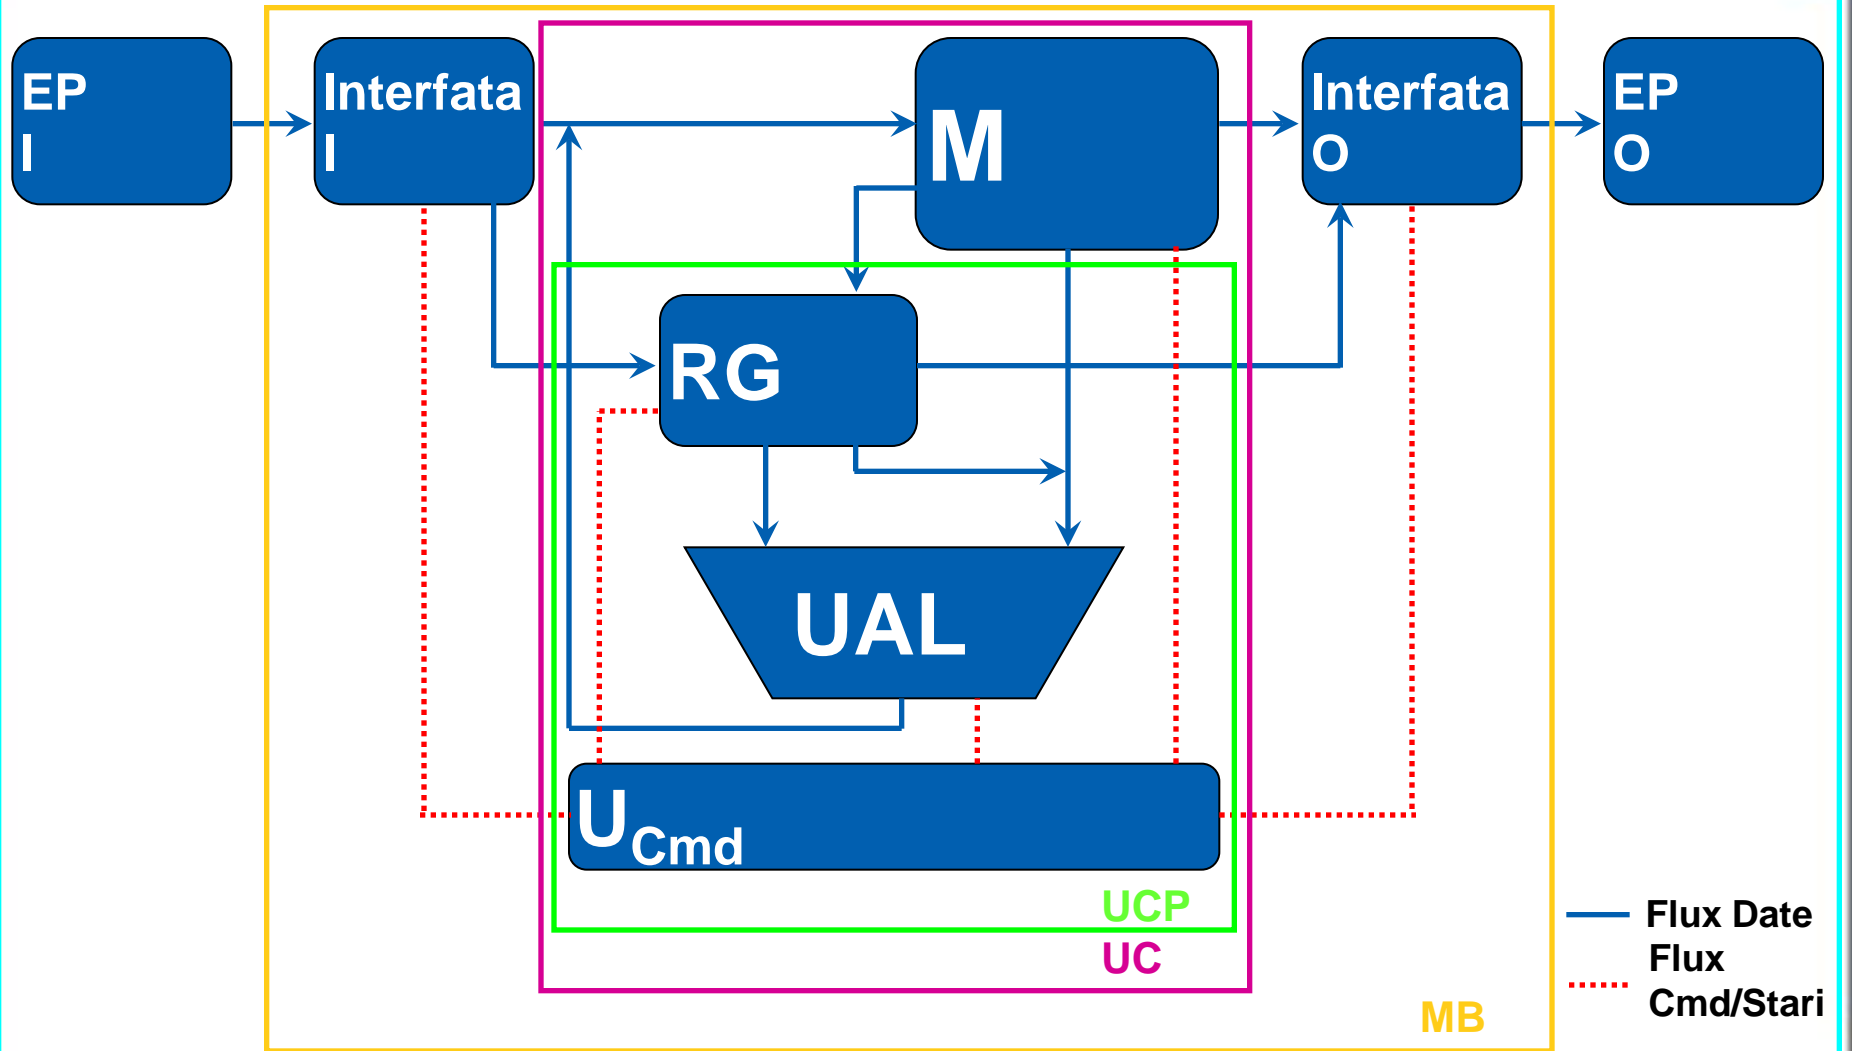 EP
I
Interfata
I
M
Interfata
O
EP
O
RG
UAL
UCmd
UCP
UC
MB
Flux Date
Flux
Cmd/Stari